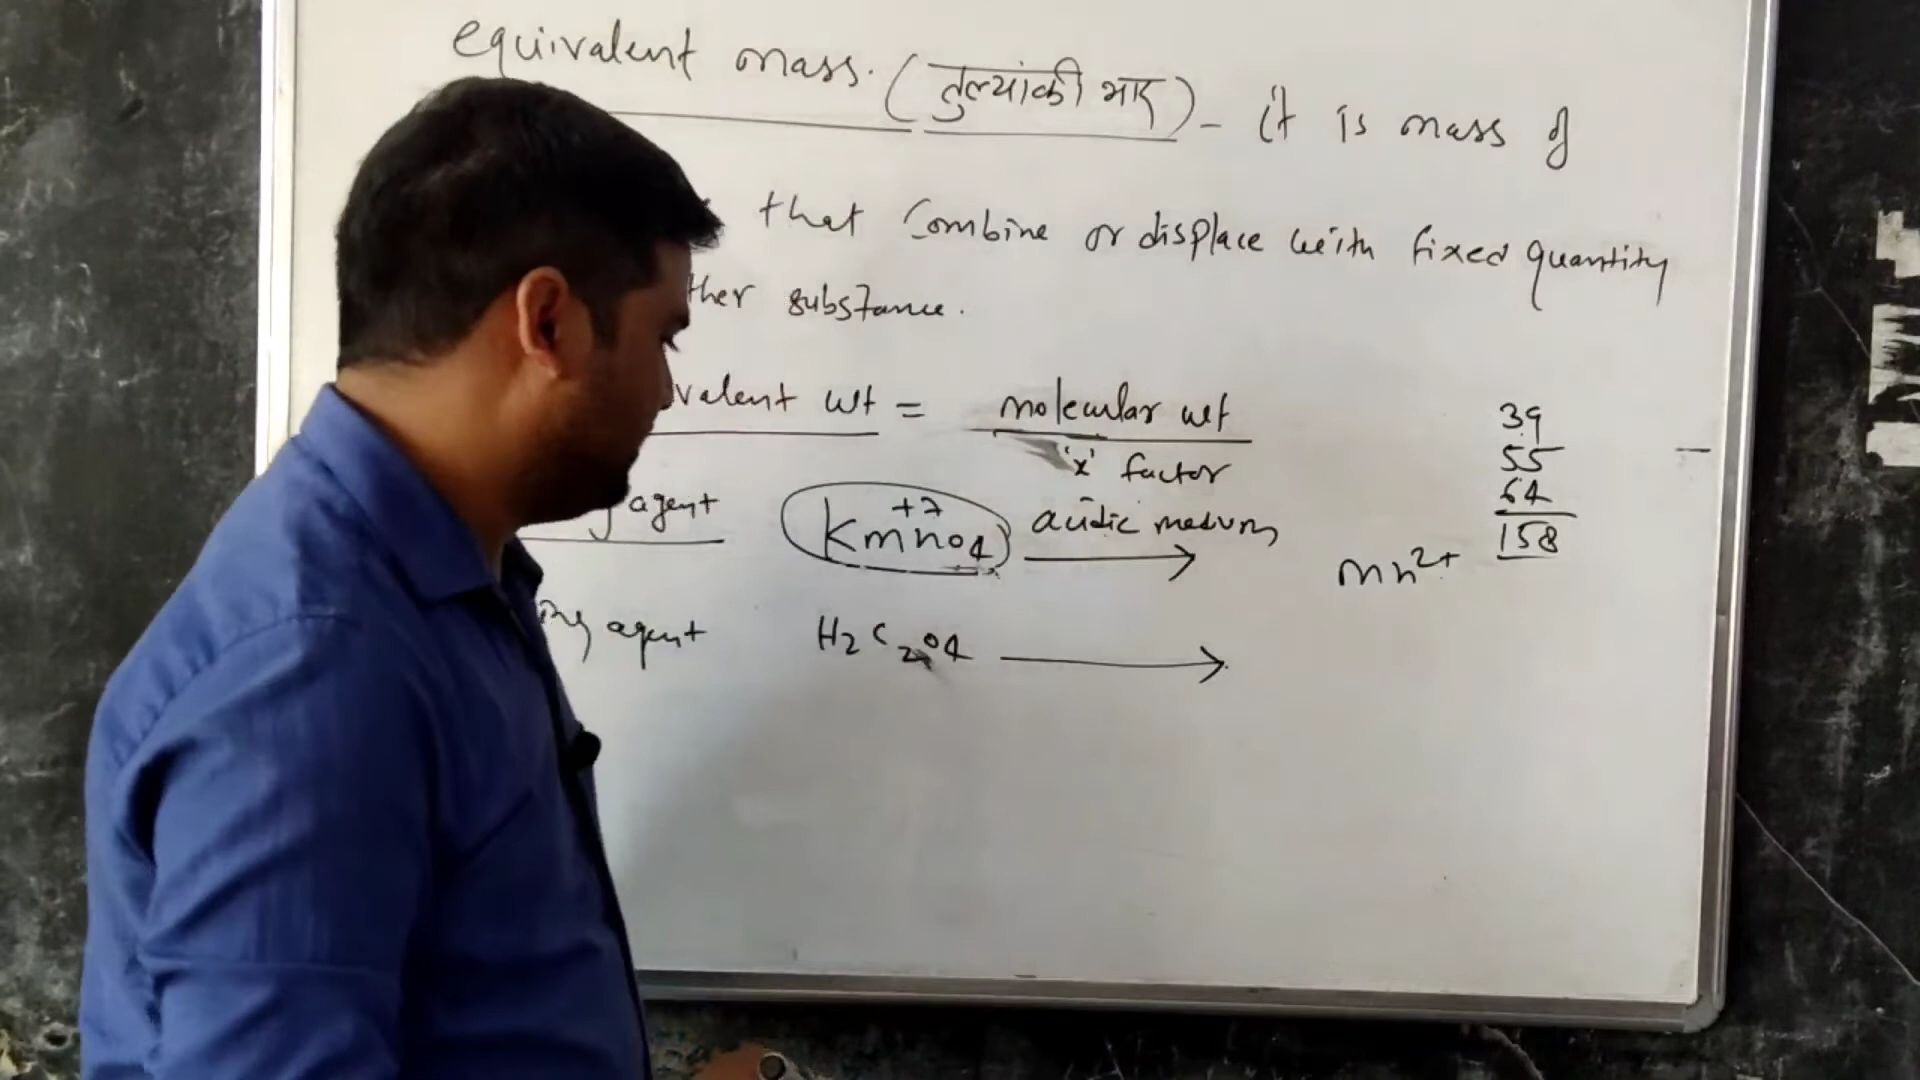 equivalent mass. (तुल्यांकी भार) - it is mass of
that combine or displace with fixed quantity
ther substance.
valent wt = molecular wt
'x' factor
agent KmnO4 +7 acidic medium
mn2+
agent H2C2O4
39
55
64
158